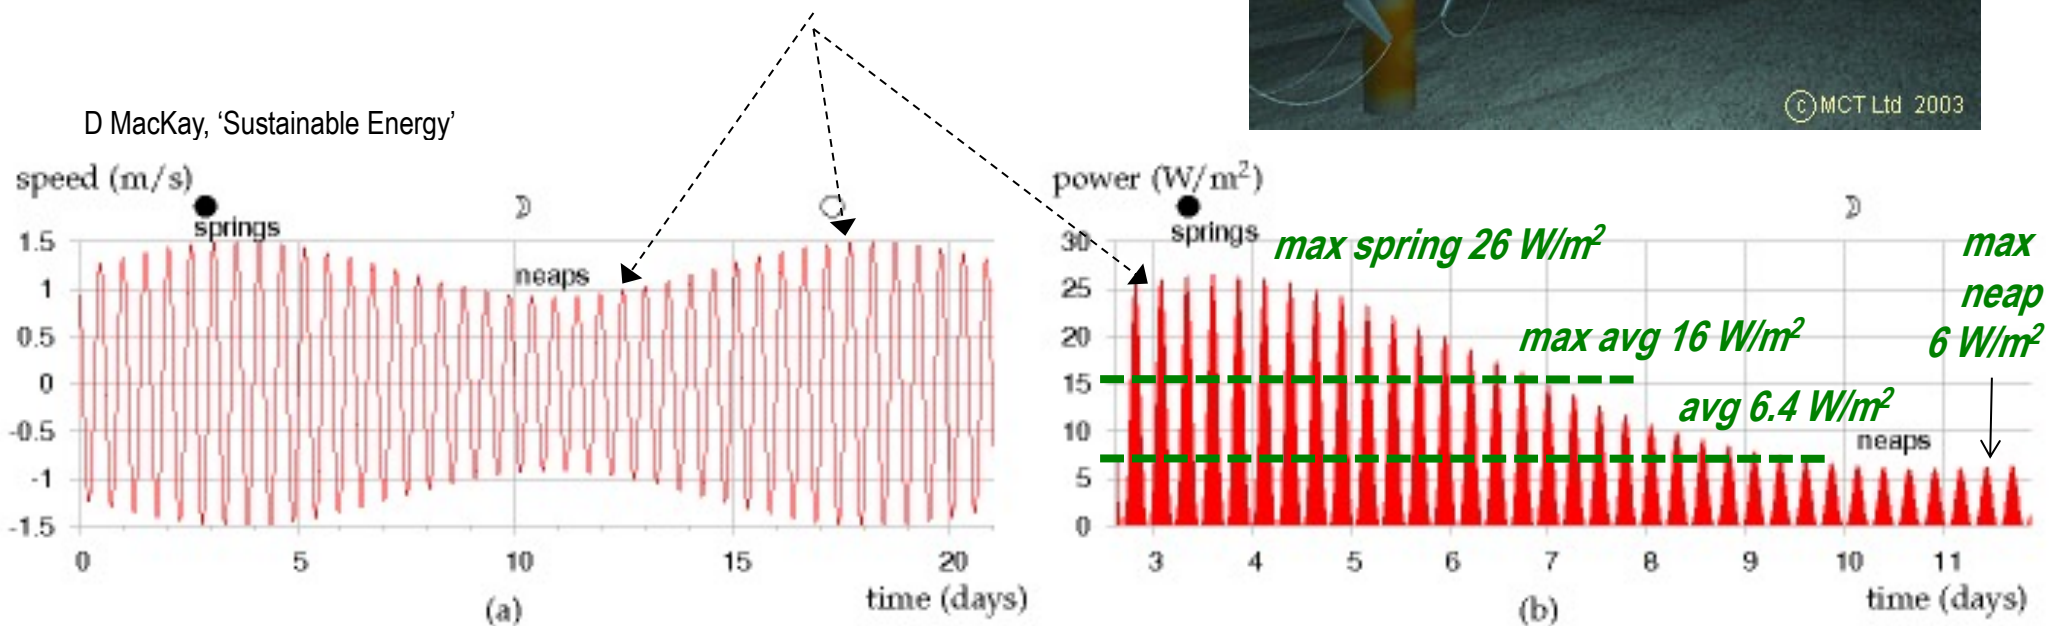 © MCT Ltd 2003
D MacKay, ‘Sustainable Energy’
speed (m/s)
springs
neaps
1.5
1
0.5
0
-0.5
-1
-1.5
0 5 10 15 20
time (days)
(a)
power (W/m²)
springs
max spring 26 W/m²
max
neap
6 W/m²
max avg 16 W/m²
avg 6.4 W/m²
neaps
30
25
20
15
10
5
0
3 4 5 6 7 8 9 10 11
time (days)
(b)